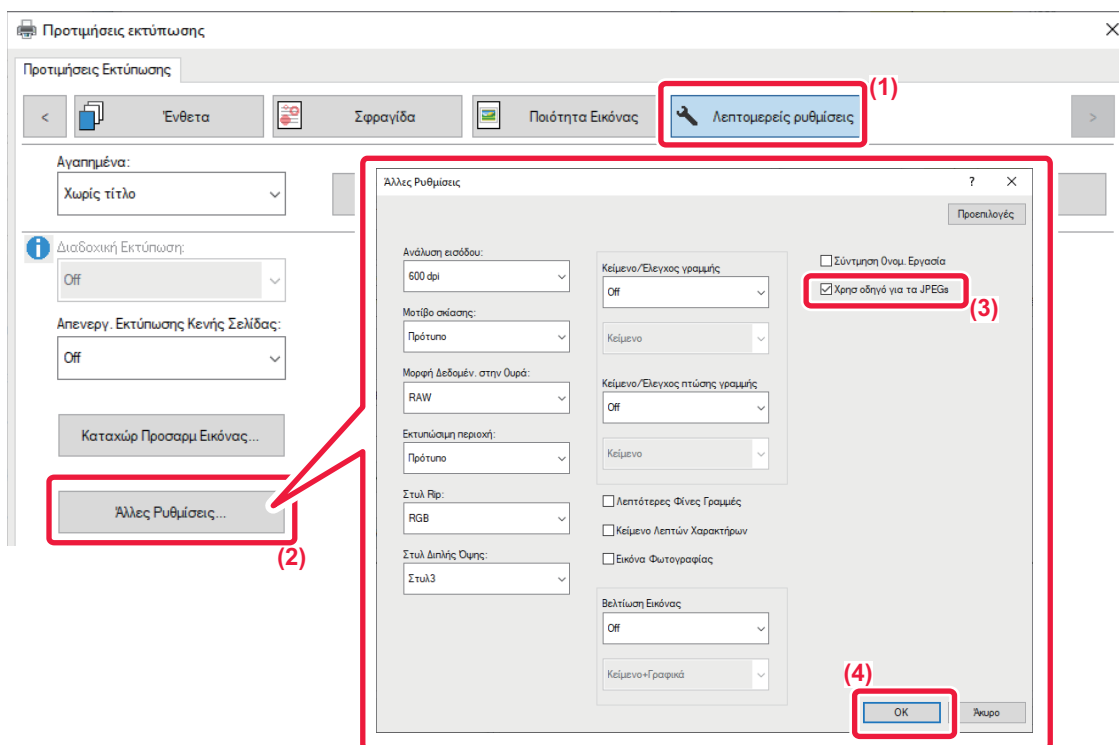 Προτιμήσεις εκτύπωσης
Προτιμήσεις Εκτύπωσης
(1)
< Ένθετα Σφραγίδα Ποιότητα Εικόνας Λεπτομερείς ρυθμίσεις >
Αγαπημένα:
Χωρίς τίτλο
Διαδοχική Εκτύπωση:
Off
Απενεργ. Εκτύπωσης Κενής Σελίδας:
Off
Καταχώρ Προσαρμ Εικόνας...
Άλλες Ρυθμίσεις...
(2)
Άλλες Ρυθμίσεις
?
Προεπιλογές
Ανάλυση εισόδου:
600 dpi
Μοτίβο σκίασης:
Πρότυπο
Μορφή Δεδομέν. στην Ουρά:
RAW
Εκτυπώσιμη περιοχή:
Πρότυπο
Στυλ Rip:
RGB
Στυλ Διπλής Όψης:
Στυλ3
Κείμενο/Έλεγχος γραμμής
Off
Κείμενο
Κείμενο/Έλεγχος πτώσης γραμμής
Off
Κείμενο
Λεπτότερες Φίνες Γραμμές
Κείμενο Λεπτών Χαρακτήρων
Εικόνα Φωτογραφίας
Βελτίωση Εικόνας
Off
Κείμενο+Γραφικά
Σύντμηση Ονομ. Εργασία
Χρησ οδηγό για τα JPEGs
(3)
(4)
OK Άκυρο